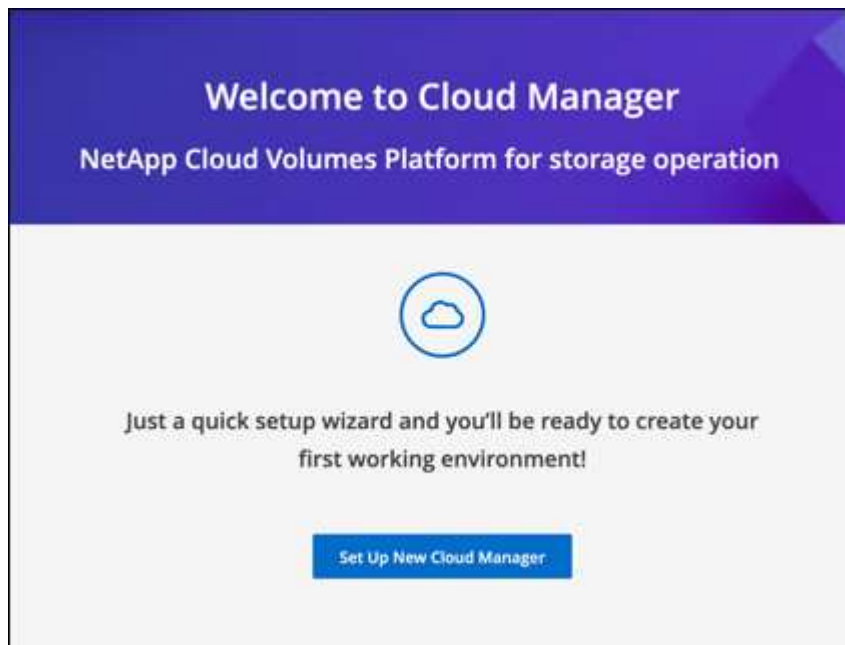 Welcome to Cloud Manager
NetApp Cloud Volumes Platform for storage operation
Just a quick setup wizard and you'll be ready to create your
first working environment!
Set Up New Cloud Manager